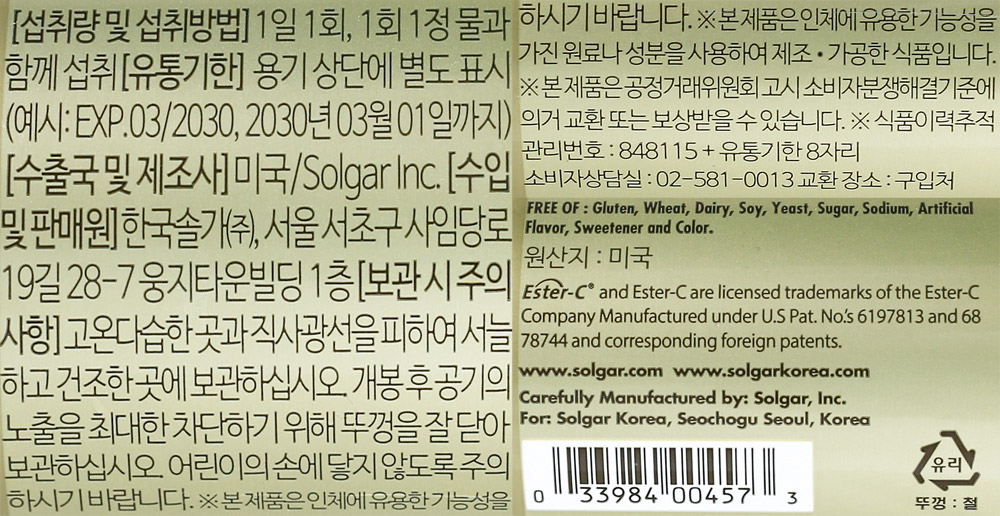 [섭취량 및 섭취방법] 1일 1회, 1회 1정 물과
함께 섭취 [유통기한] 용기 상단에 별도 표시
(예시: EXP.03/2030, 2030년 03월 01일까지)
[수출국 및 제조사] 미국/Solgar Inc. [수입
및 판매원] 한국솔가(주), 서울 서초구 사임당로
19길 28-7 웅지타운빌딩 1층 [보관 시 주의
사항] 고온다습한 곳과 직사광선을 피하여 서늘
하고 건조한 곳에 보관하십시오. 개봉 후 공기의
노출을 최대한 차단하기 위해 뚜껑을 잘 닫아
보관하십시오. 어린이의 손에 닿지 않도록 주의
하시기 바랍니다. ※ 본 제품은 인체에 유용한 기능성을
하시기 바랍니다. ※ 본 제품은 인체에 유용한 기능성을
가진 원료나 성분을 사용하여 제조·가공한 식품입니다.
※ 본 제품은 공정거래위원회 고시 소비자분쟁해결기준에
의거 교환 또는 보상받을 수 있습니다. ※ 식품이력추적
관리번호 : 848115 + 유통기한 8자리
소비자상담실 : 02-581-0013 교환 장소 : 구입처
FREE OF : Gluten, Wheat, Dairy, Soy, Yeast, Sugar, Sodium, Artificial
Flavor, Sweetener and Color.
원산지 : 미국
Ester-C® and Ester-C are licensed trademarks of the Ester-C
Company Manufactured under U.S Pat. No.'s 6197813 and 68
78744 and corresponding foreign patents.
www.solgar.com www.solgarkorea.com
Carefully Manufactured by: Solgar, Inc.
For: Solgar Korea, Seochogu Seoul, Korea
0 33984 00457 3
유리
뚜껑 : 철